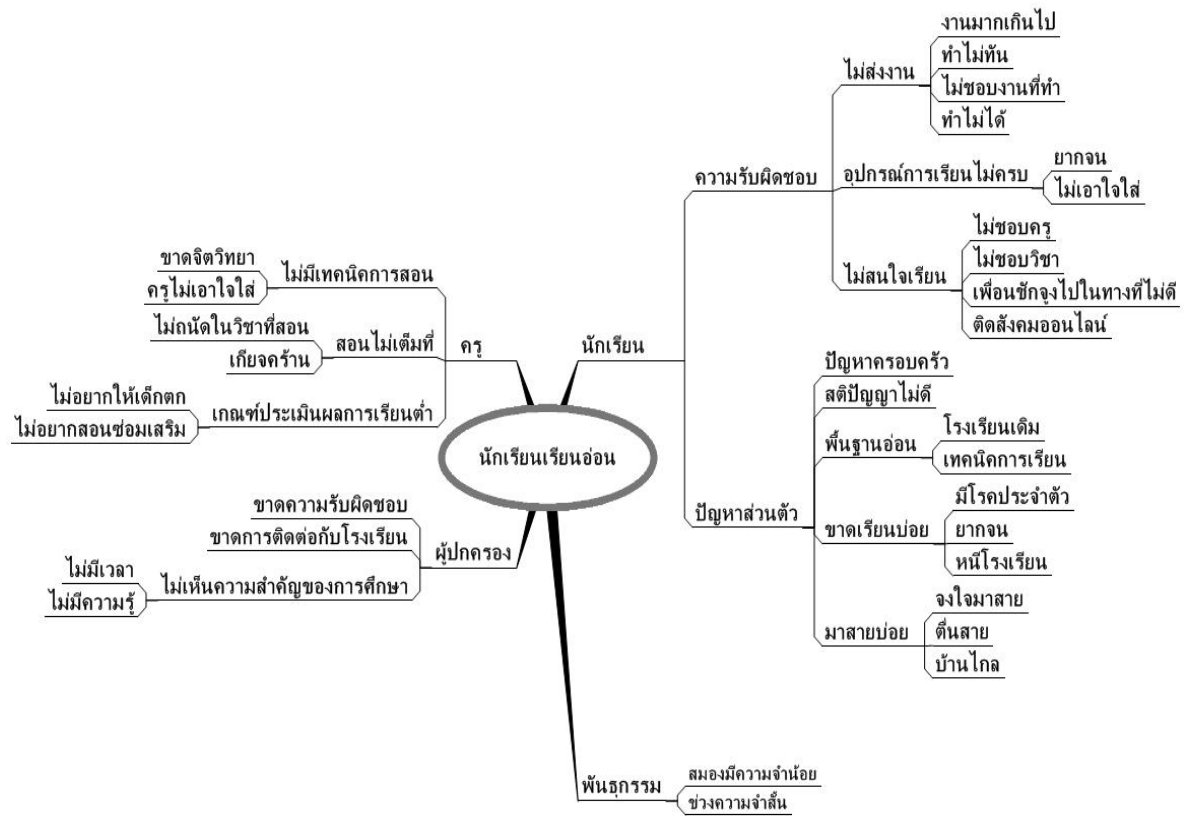 นักเรียนเรียนอ่อน
นักเรียน
ความรับผิดชอบ
ไม่ส่งงาน
งานมากเกินไป
ทำไม่ทัน
ไม่ชอบงานที่ทำ
ทำไม่ได้
อุปกรณ์การเรียนไม่ครบ
ยากจน
ไม่เอาใจใส่
ไม่สนใจเรียน
ไม่ชอบครู
ไม่ชอบวิชา
เพื่อนชักจูงไปในทางที่ไม่ดี
ติดสังคมออนไลน์
ปัญหาส่วนตัว
ปัญหาครอบครัว
สติปัญญาไม่ดี
พื้นฐานอ่อน
โรงเรียนเดิม
เทคนิคการเรียน
ขาดเรียนบ่อย
มีโรคประจำตัว
ยากจน
หนีโรงเรียน
มาสายบ่อย
จงใจมาสาย
ตื่นสาย
บ้านไกล
ครู
ไม่มีเทคนิคการสอน
ขาดจิตวิทยา
ครูไม่เอาใจใส่
สอนไม่เต็มที่
ไม่ถนัดในวิชาที่สอน
เกียจคร้าน
เกณฑ์ประเมินผลการเรียนต่ำ
ไม่อยากให้เด็กตก
ไม่อยากสอนซ่อมเสริม
ผู้ปกครอง
ขาดความรับผิดชอบ
ขาดการติดต่อกับโรงเรียน
ไม่เห็นความสำคัญของการศึกษา
ไม่มีเวลา
ไม่มีความรู้
พันธุกรรม
สมองมีความจำน้อย
ช่วงความจำสั้น